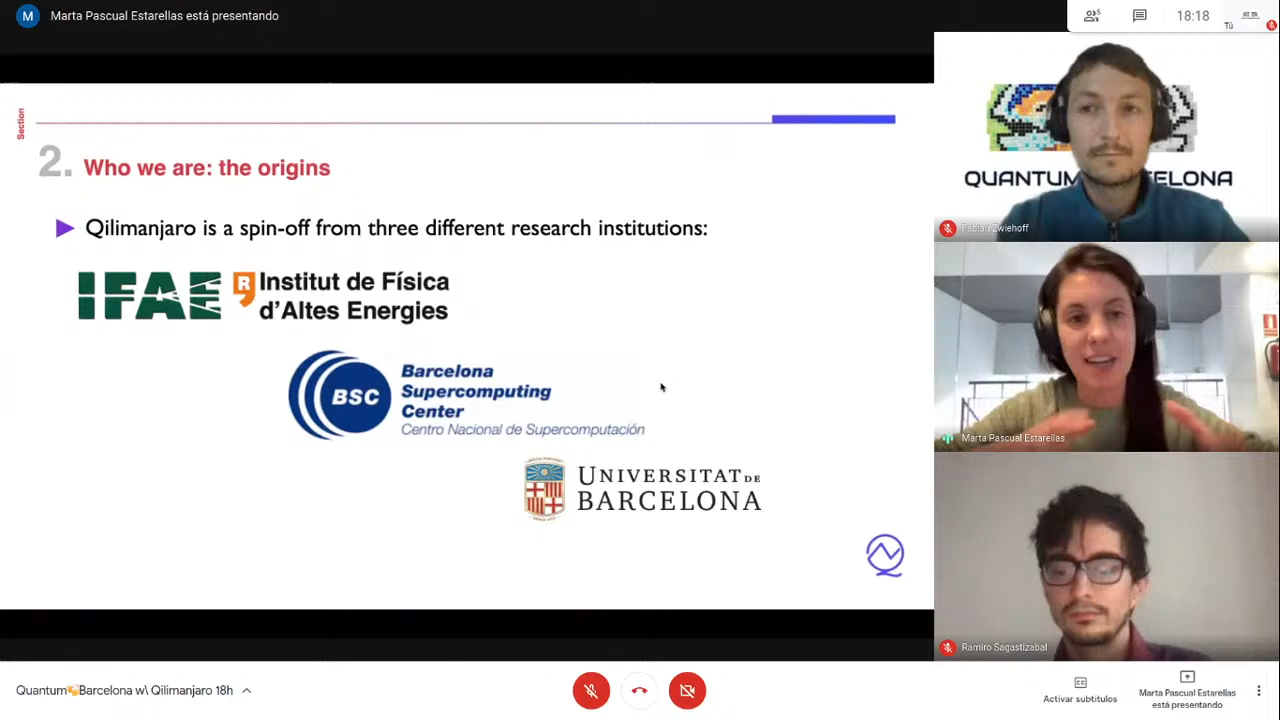 M
Marta Pascual Estarellas está presentando
5
18:18
Tú
Section
2.
Who we are: the origins
Qilimanjaro is a spin-off from three different research institutions:
IFAE
R
Institut de Física
d'Altes Energies
BSC
Barcelona
Supercomputing
Center
Centro Nacional de Supercomputación
UNIVERSITAT DE
BARCELONA
Fabian Zwiehoff
Marta Pascual Estarellas
Ramiro Sagastizabal
Quantum Barcelona w\ Qilimanjaro 18h
Activar subtítulos
Marta Pascual Estarellas
está presentando